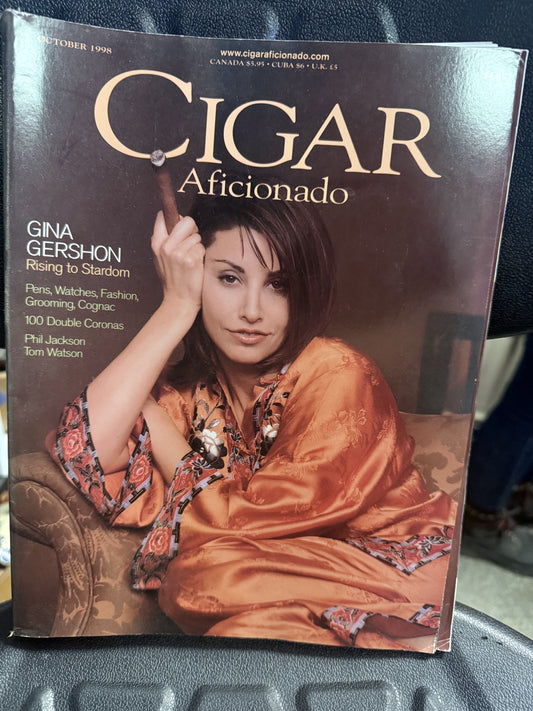 OCTOBER 1998
www.cigaraficionado.com
CANADA $5.95 • CUBA $6 • U.K. £5
CIGAR
Aficionado
GINA
GERSHON
Rising to Stardom
Pens, Watches, Fashion,
Grooming, Cognac
100 Double Coronas
Phil Jackson
Tom Watson